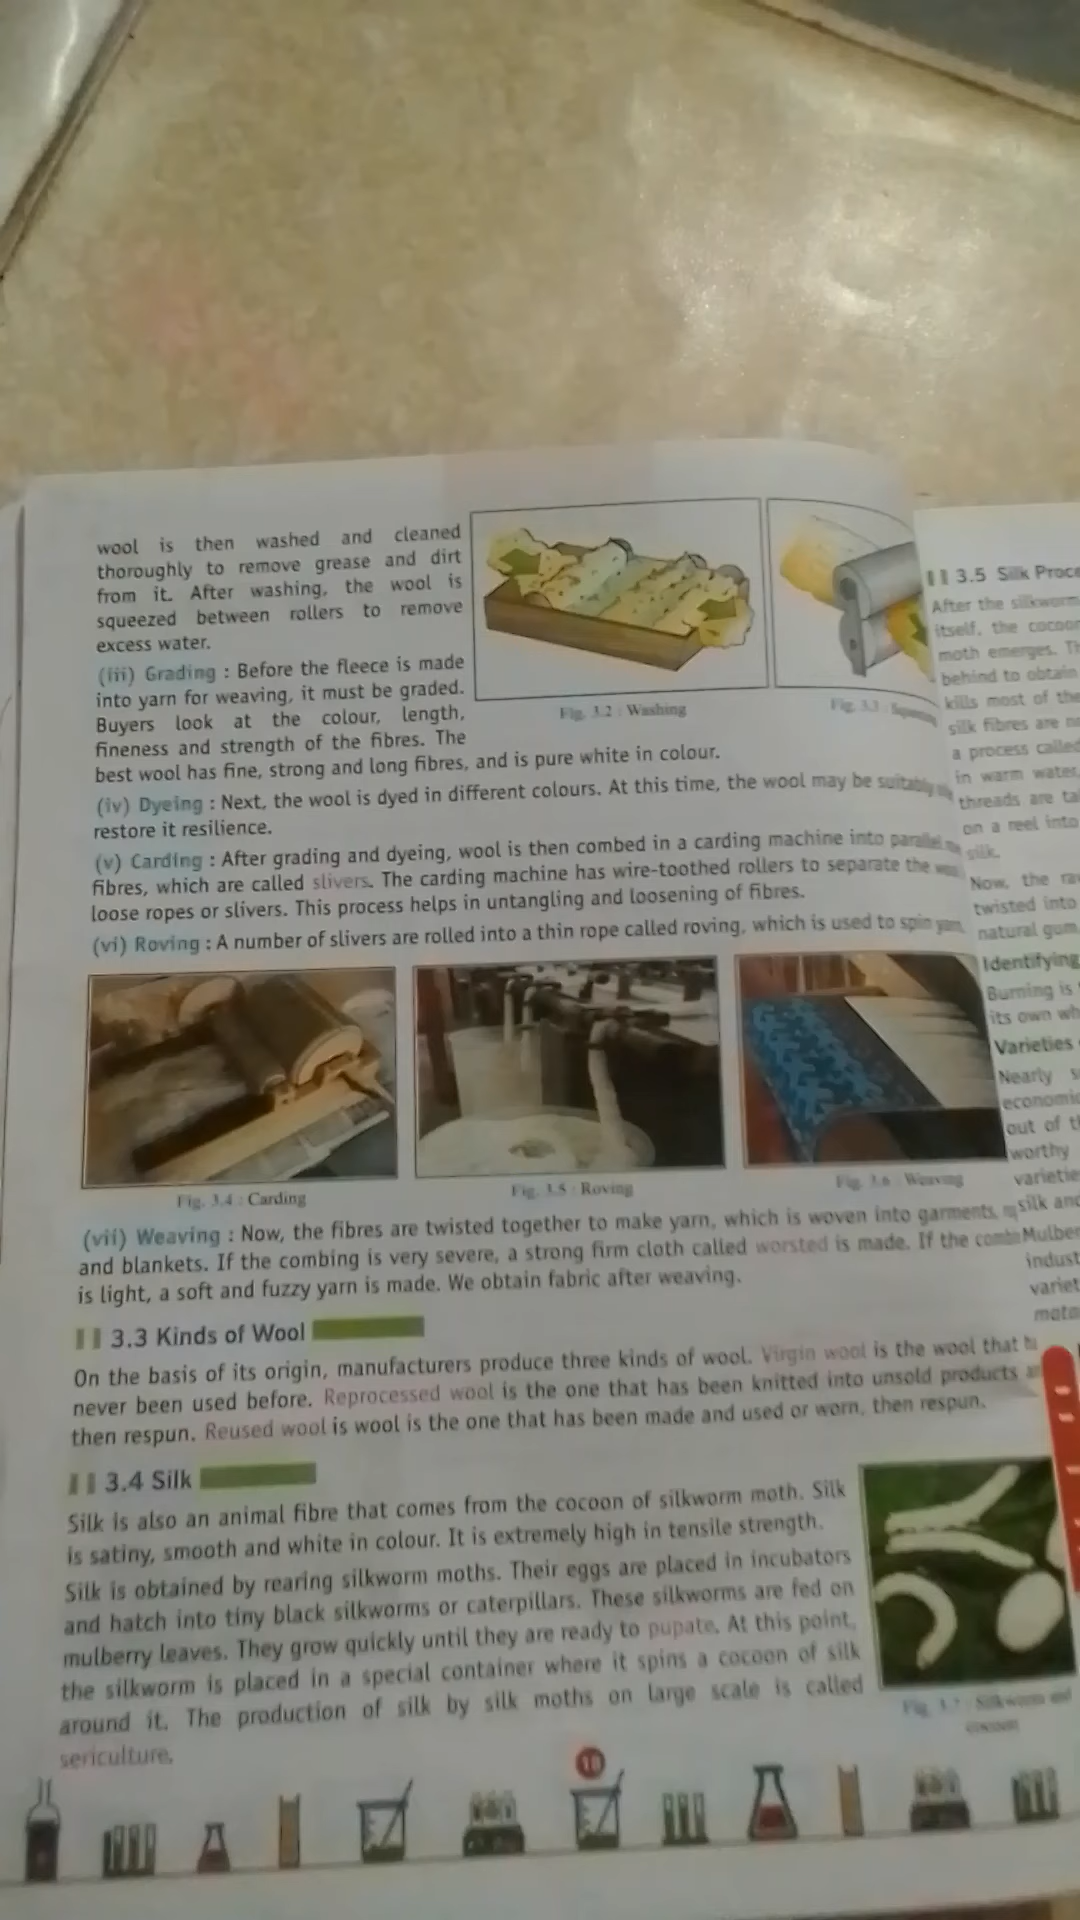 wool is then washed and cleaned
thoroughly to remove grease and dirt
from it. After washing, the wool is
squeezed between rollers to remove
excess water.
(iii) Grading : Before the fleece is made
into yarn for weaving, it must be graded.
Buyers look at the colour, length,
fineness and strength of the fibres. The
best wool has fine, strong and long fibres, and is pure white in colour.
Fig. 3.2 : Washing
Fig. 3.3 :
(iv) Dyeing : Next, the wool is dyed in different colours. At this time, the wool may be suitably
restore it resilience.
(v) Carding : After grading and dyeing, wool is then combed in a carding machine into parallel
fibres, which are called slivers. The carding machine has wire-toothed rollers to separate the
loose ropes or slivers. This process helps in untangling and loosening of fibres.
(vi) Roving : A number of slivers are rolled into a thin rope called roving, which is used to spin yarn.
Fig. 3.4 : Carding
Fig. 3.5 : Roving
Fig. 3.6 : Weaving
(vii) Weaving : Now, the fibres are twisted together to make yarn, which is woven into garments,
and blankets. If the combing is very severe, a strong firm cloth called worsted is made. If the
is light, a soft and fuzzy yarn is made. We obtain fabric after weaving.
3.3 Kinds of Wool
On the basis of its origin, manufacturers produce three kinds of wool. Virgin wool is the wool that
never been used before. Reprocessed wool is the one that has been knitted into unsold products
then respun. Reused wool is wool is the one that has been made and used or worn, then respun.
3.4 Silk
Silk is also an animal fibre that comes from the cocoon of silkworm moth. Silk
is satiny, smooth and white in colour. It is extremely high in tensile strength.
Silk is obtained by rearing silkworm moths. Their eggs are placed in incubators
and hatch into tiny black silkworms or caterpillars. These silkworms are fed on
mulberry leaves. They grow quickly until they are ready to pupate. At this point,
the silkworm is placed in a special container where it spins a cocoon of silk
around it. The production of silk by silk moths on large scale is called
sericulture.
Fig. 3.7 : Silkworm and
cocoon
18
3.5 Silk Proce
After the silkworm
itself, the cocoon
moth emerges.
behind to obtain
kills most of the
silk fibres are
a process called
in warm water,
threads are
on a reel into
silk.
Now, the
twisted into
natural gum.
Identifying
Burning is
its own
Varieties
Nearly
economic
out of
worthy
varietie
silk and
Mulber
indust
variet